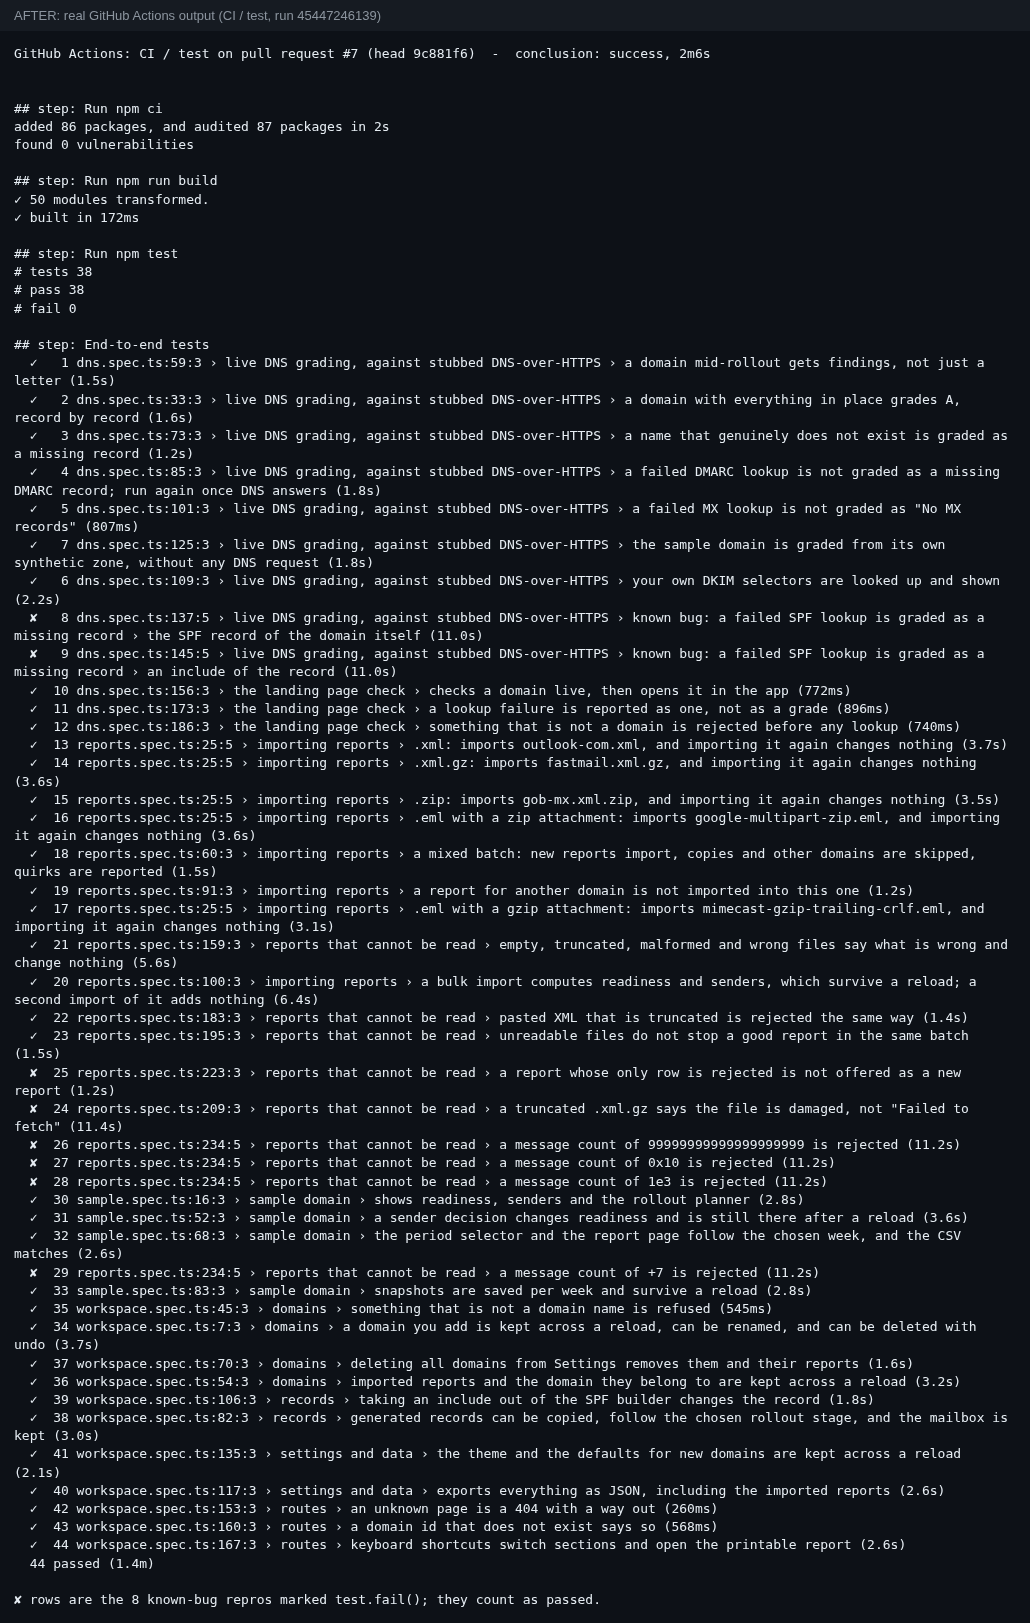 AFTER: real GitHub Actions output (CI / test, run 45447246139)
GitHub Actions: CI / test on pull request #7 (head 9c881f6)  -  conclusion: success, 2m6s
## step: Run npm ci
added 86 packages, and audited 87 packages in 2s
found 0 vulnerabilities
## step: Run npm run build
✓ 50 modules transformed.
✓ built in 172ms
## step: Run npm test
# tests 38
# pass 38
# fail 0
## step: End-to-end tests
✓   1 dns.spec.ts:59:3 › live DNS grading, against stubbed DNS-over-HTTPS › a domain mid-rollout gets findings, not just a
letter (1.5s)
✓   2 dns.spec.ts:33:3 › live DNS grading, against stubbed DNS-over-HTTPS › a domain with everything in place grades A,
record by record (1.6s)
✓   3 dns.spec.ts:73:3 › live DNS grading, against stubbed DNS-over-HTTPS › a name that genuinely does not exist is graded as
a missing record (1.2s)
✓   4 dns.spec.ts:85:3 › live DNS grading, against stubbed DNS-over-HTTPS › a failed DMARC lookup is not graded as a missing
DMARC record; run again once DNS answers (1.8s)
✓   5 dns.spec.ts:101:3 › live DNS grading, against stubbed DNS-over-HTTPS › a failed MX lookup is not graded as "No MX
records" (807ms)
✓   7 dns.spec.ts:125:3 › live DNS grading, against stubbed DNS-over-HTTPS › the sample domain is graded from its own
synthetic zone, without any DNS request (1.8s)
✓   6 dns.spec.ts:109:3 › live DNS grading, against stubbed DNS-over-HTTPS › your own DKIM selectors are looked up and shown
(2.2s)
✘   8 dns.spec.ts:137:5 › live DNS grading, against stubbed DNS-over-HTTPS › known bug: a failed SPF lookup is graded as a
missing record › the SPF record of the domain itself (11.0s)
✘   9 dns.spec.ts:145:5 › live DNS grading, against stubbed DNS-over-HTTPS › known bug: a failed SPF lookup is graded as a
missing record › an include of the record (11.0s)
✓  10 dns.spec.ts:156:3 › the landing page check › checks a domain live, then opens it in the app (772ms)
✓  11 dns.spec.ts:173:3 › the landing page check › a lookup failure is reported as one, not as a grade (896ms)
✓  12 dns.spec.ts:186:3 › the landing page check › something that is not a domain is rejected before any lookup (740ms)
✓  13 reports.spec.ts:25:5 › importing reports › .xml: imports outlook-com.xml, and importing it again changes nothing (3.7s)
✓  14 reports.spec.ts:25:5 › importing reports › .xml.gz: imports fastmail.xml.gz, and importing it again changes nothing
(3.6s)
✓  15 reports.spec.ts:25:5 › importing reports › .zip: imports gob-mx.xml.zip, and importing it again changes nothing (3.5s)
✓  16 reports.spec.ts:25:5 › importing reports › .eml with a zip attachment: imports google-multipart-zip.eml, and importing
it again changes nothing (3.6s)
✓  18 reports.spec.ts:60:3 › importing reports › a mixed batch: new reports import, copies and other domains are skipped,
quirks are reported (1.5s)
✓  19 reports.spec.ts:91:3 › importing reports › a report for another domain is not imported into this one (1.2s)
✓  17 reports.spec.ts:25:5 › importing reports › .eml with a gzip attachment: imports mimecast-gzip-trailing-crlf.eml, and
importing it again changes nothing (3.1s)
✓  21 reports.spec.ts:159:3 › reports that cannot be read › empty, truncated, malformed and wrong files say what is wrong and
change nothing (5.6s)
✓  20 reports.spec.ts:100:3 › importing reports › a bulk import computes readiness and senders, which survive a reload; a
second import of it adds nothing (6.4s)
✓  22 reports.spec.ts:183:3 › reports that cannot be read › pasted XML that is truncated is rejected the same way (1.4s)
✓  23 reports.spec.ts:195:3 › reports that cannot be read › unreadable files do not stop a good report in the same batch
(1.5s)
✘  25 reports.spec.ts:223:3 › reports that cannot be read › a report whose only row is rejected is not offered as a new
report (1.2s)
✘  24 reports.spec.ts:209:3 › reports that cannot be read › a truncated .xml.gz says the file is damaged, not "Failed to
fetch" (11.4s)
✘  26 reports.spec.ts:234:5 › reports that cannot be read › a message count of 99999999999999999999 is rejected (11.2s)
✘  27 reports.spec.ts:234:5 › reports that cannot be read › a message count of 0x10 is rejected (11.2s)
✘  28 reports.spec.ts:234:5 › reports that cannot be read › a message count of 1e3 is rejected (11.2s)
✓  30 sample.spec.ts:16:3 › sample domain › shows readiness, senders and the rollout planner (2.8s)
✓  31 sample.spec.ts:52:3 › sample domain › a sender decision changes readiness and is still there after a reload (3.6s)
✓  32 sample.spec.ts:68:3 › sample domain › the period selector and the report page follow the chosen week, and the CSV
matches (2.6s)
✘  29 reports.spec.ts:234:5 › reports that cannot be read › a message count of +7 is rejected (11.2s)
✓  33 sample.spec.ts:83:3 › sample domain › snapshots are saved per week and survive a reload (2.8s)
✓  35 workspace.spec.ts:45:3 › domains › something that is not a domain name is refused (545ms)
✓  34 workspace.spec.ts:7:3 › domains › a domain you add is kept across a reload, can be renamed, and can be deleted with
undo (3.7s)
✓  37 workspace.spec.ts:70:3 › domains › deleting all domains from Settings removes them and their reports (1.6s)
✓  36 workspace.spec.ts:54:3 › domains › imported reports and the domain they belong to are kept across a reload (3.2s)
✓  39 workspace.spec.ts:106:3 › records › taking an include out of the SPF builder changes the record (1.8s)
✓  38 workspace.spec.ts:82:3 › records › generated records can be copied, follow the chosen rollout stage, and the mailbox is
kept (3.0s)
✓  41 workspace.spec.ts:135:3 › settings and data › the theme and the defaults for new domains are kept across a reload
(2.1s)
✓  40 workspace.spec.ts:117:3 › settings and data › exports everything as JSON, including the imported reports (2.6s)
✓  42 workspace.spec.ts:153:3 › routes › an unknown page is a 404 with a way out (260ms)
✓  43 workspace.spec.ts:160:3 › routes › a domain id that does not exist says so (568ms)
✓  44 workspace.spec.ts:167:3 › routes › keyboard shortcuts switch sections and open the printable report (2.6s)
44 passed (1.4m)
✘ rows are the 8 known-bug repros marked test.fail(); they count as passed.